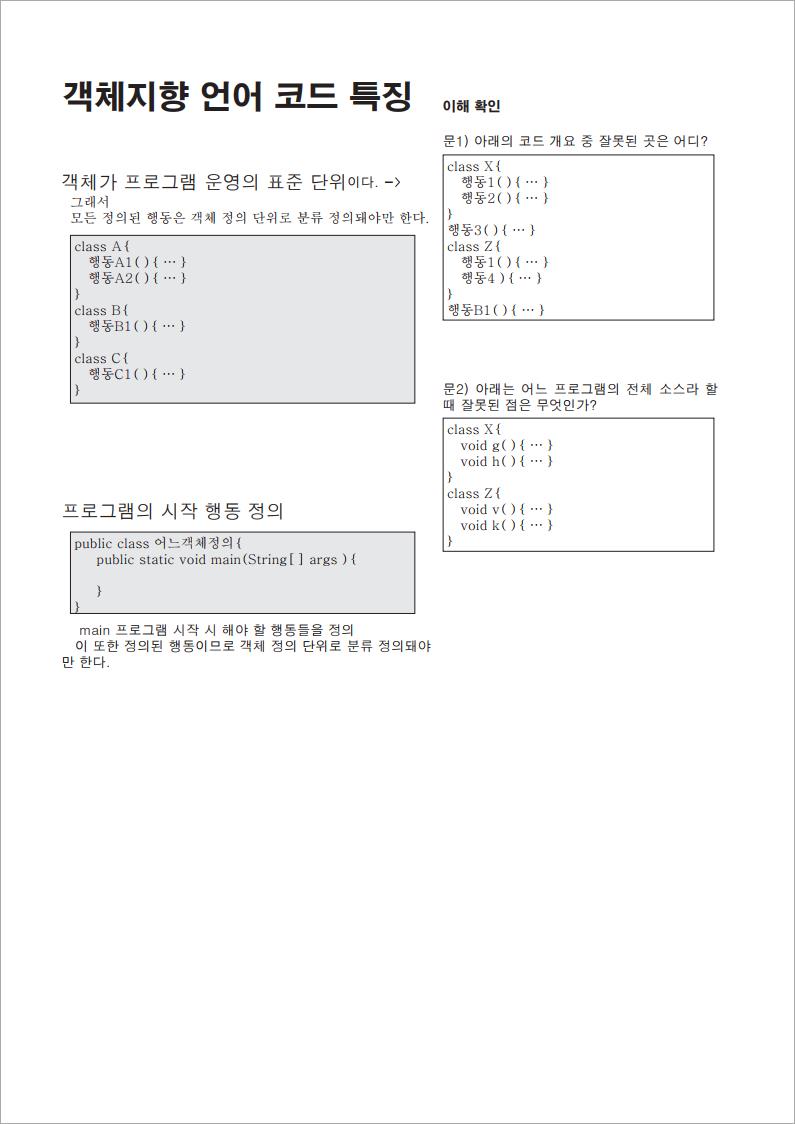 객체지향 언어 코드 특징
객체가 프로그램 운영의 표준 단위이다. ->
그래서
모든 정의된 행동은 객체 정의 단위로 분류 정의돼야만 한다.
class A{
행동A1( ){ … }
행동A2( ){ … }
}
class B{
행동B1( ){ … }
}
class C{
행동C1( ){ … }
}
프로그램의 시작 행동 정의
public class 어느객체정의{
public static void main(String[ ] args ){
}
}
main 프로그램 시작 시 해야 할 행동들을 정의
이 또한 정의된 행동이므로 객체 정의 단위로 분류 정의돼야
만 한다.
이해 확인
문1) 아래의 코드 개요 중 잘못된 곳은 어디?
class X{
행동1( ){ … }
행동2( ){ … }
}
행동3( ){ … }
class Z{
행동1( ){ … }
행동4 ){ … }
}
행동B1( ){ … }
문2) 아래는 어느 프로그램의 전체 소스라 할
때 잘못된 점은 무엇인가?
class X{
void g( ){ … }
void h( ){ … }
}
class Z{
void v( ){ … }
void k( ){ … }
}